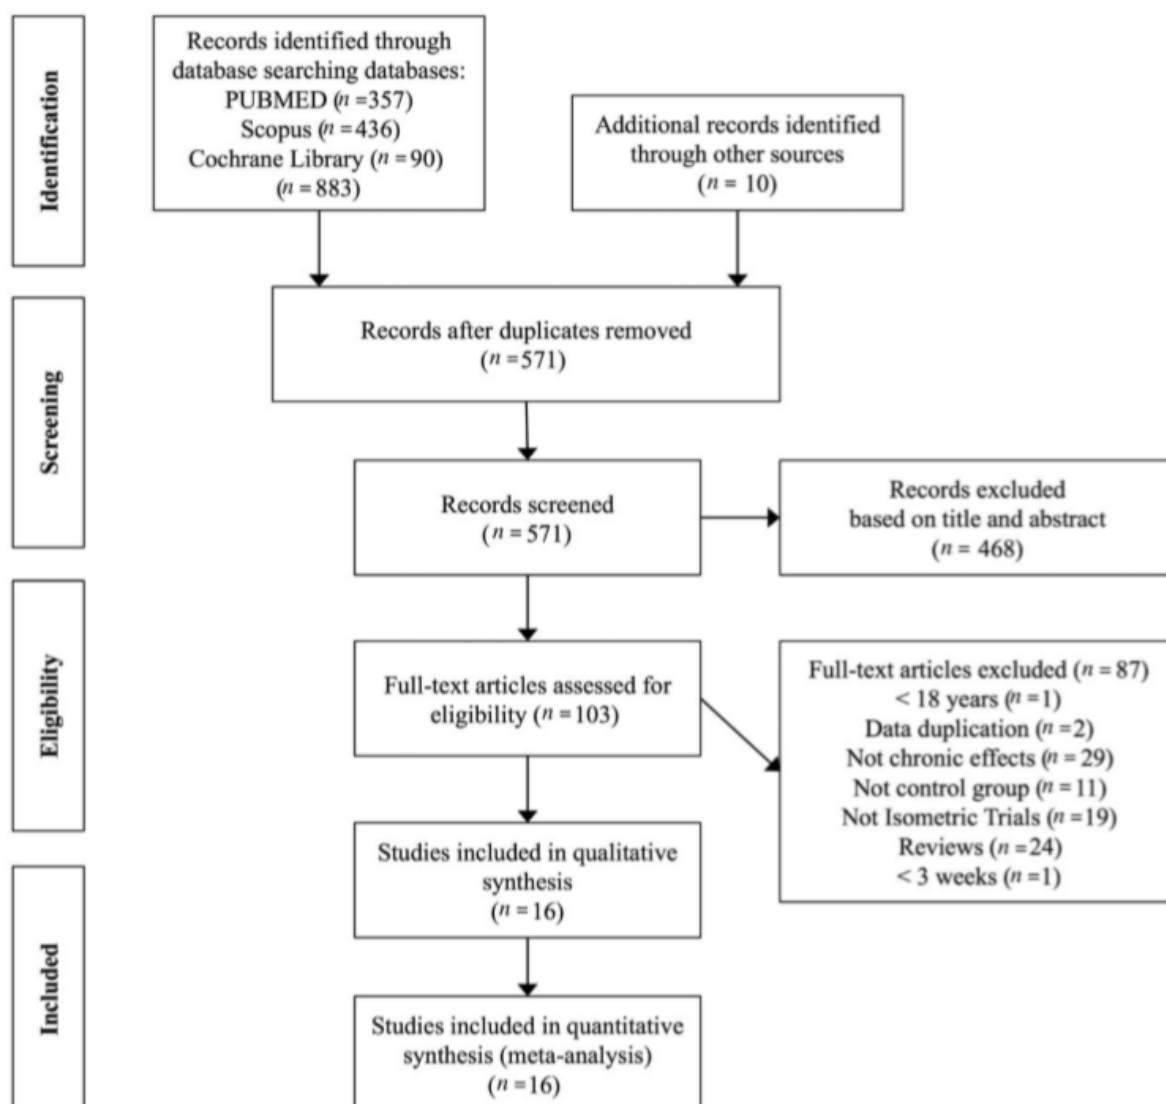 Identification
Records identified through
database searching databases:
PUBMED (n =357)
Scopus (n =436)
Cochrane Library (n =90)
(n =883)
Additional records identified
through other sources
(n = 10)
Screening
Records after duplicates removed
(n =571)
Records screened
(n =571)
Records excluded
based on title and abstract
(n = 468)
Eligibility
Full-text articles assessed for
eligibility (n =103)
Full-text articles excluded (n = 87)
< 18 years (n =1)
Data duplication (n =2)
Not chronic effects (n = 29)
Not control group (n =11)
Not Isometric Trials (n =19)
Reviews (n =24)
< 3 weeks (n =1)
Included
Studies included in qualitative
synthesis
(n =16)
Studies included in quantitative
synthesis (meta-analysis)
(n =16)